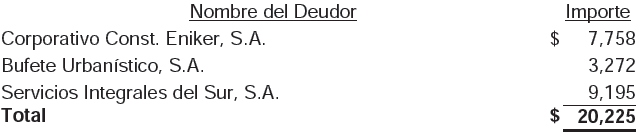 Nombre del Deudor Importe
Corporativo Const. Eniker, S.A. $ 7,758
Bufete Urbanístico, S.A. 3,272
Servicios Integrales del Sur, S.A. 9,195
Total $ 20,225